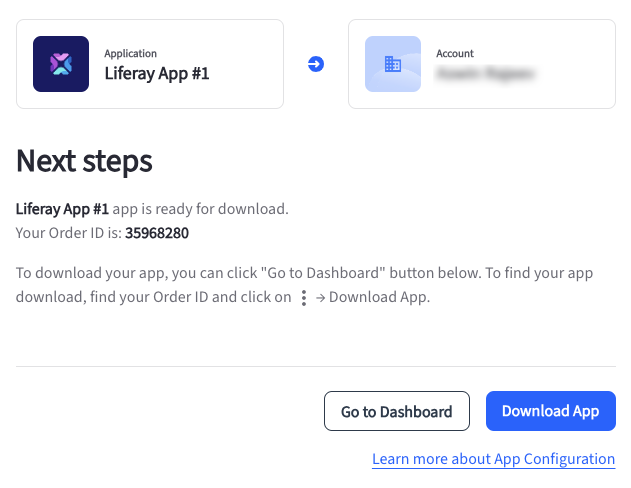 Application
Liferay App #1
Account
Next steps
Liferay App #1 app is ready for download.
Your Order ID is: 35968280
To download your app, you can click "Go to Dashboard" button below. To find your app
download, find your Order ID and click on ⋮ → Download App.
Go to Dashboard
Download App
Learn more about App Configuration